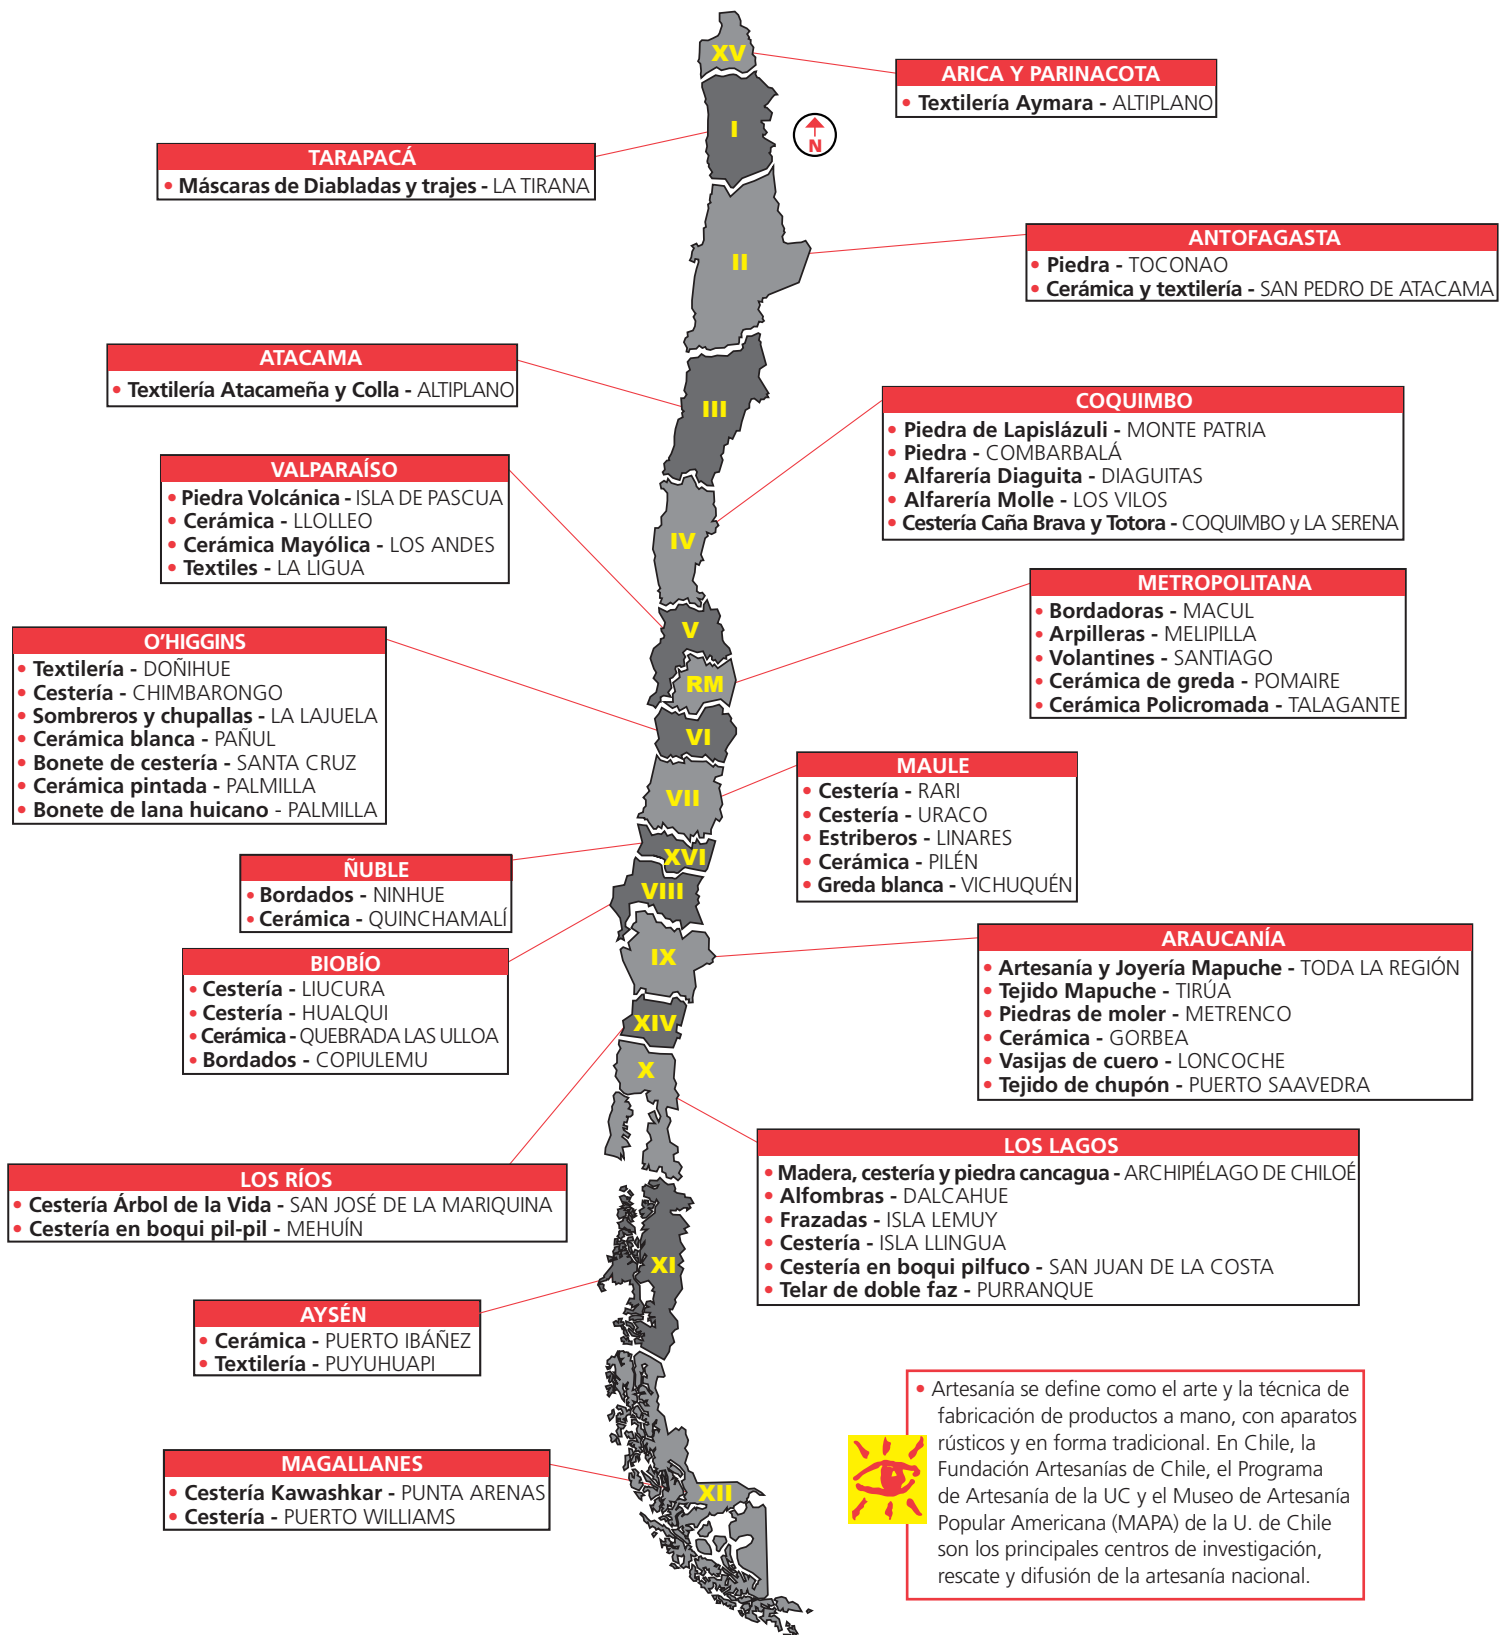 XV
ARICA Y PARINACOTA
• Textilería Aymara - ALTIPLANO
I
N
TARAPACÁ
• Máscaras de Diabladas y trajes - LA TIRANA
II
ANTOFAGASTA
• Piedra - TOCONAO
• Cerámica y textilería - SAN PEDRO DE ATACAMA
ATACAMA
• Textilería Atacameña y Colla - ALTIPLANO
III
COQUIMBO
• Piedra de Lapislázuli - MONTE PATRIA
• Piedra - COMBARBALÁ
• Alfarería Diaguita - DIAGUITAS
• Alfarería Molle - LOS VILOS
• Cestería Caña Brava y Totora - COQUIMBO y LA SERENA
VALPARAÍSO
• Piedra Volcánica - ISLA DE PASCUA
• Cerámica - LLOLLEO
• Cerámica Mayólica - LOS ANDES
• Textiles - LA LIGUA
IV
METROPOLITANA
• Bordadoras - MACUL
• Arpilleras - MELIPILLA
• Volantines - SANTIAGO
• Cerámica de greda - POMAIRE
• Cerámica Policromada - TALAGANTE
V
RM
O'HIGGINS
• Textilería - DOÑIHUE
• Cestería - CHIMBARONGO
• Sombreros y chupallas - LA LAJUELA
• Cerámica blanca - PAÑUL
• Bonete de cestería - SANTA CRUZ
• Cerámica pintada - PALMILLA
• Bonete de lana huicano - PALMILLA
VI
VII
MAULE
• Cestería - RARI
• Cestería - URACO
• Estriberos - LINARES
• Cerámica - PILÉN
• Greda blanca - VICHUQUÉN
XVI
ÑUBLE
• Bordados - NINHUE
• Cerámica - QUINCHAMALÍ
VIII
BIOBÍO
• Cestería - LIUCURA
• Cestería - HUALQUI
• Cerámica - QUEBRADA LAS ULLOA
• Bordados - COPIULEMU
IX
ARAUCANÍA
• Artesanía y Joyería Mapuche - TODA LA REGIÓN
• Tejido Mapuche - TIRÚA
• Piedras de moler - METRENCO
• Cerámica - GORBEA
• Vasijas de cuero - LONCOCHE
• Tejido de chupón - PUERTO SAAVEDRA
XIV
X
LOS LAGOS
• Madera, cestería y piedra cancagua - ARCHIPIÉLAGO DE CHILOÉ
• Alfombras - DALCAHUE
• Frazadas - ISLA LEMUY
• Cestería - ISLA LLINGUA
• Cestería en boqui pilfuco - SAN JUAN DE LA COSTA
• Telar de doble faz - PURRANQUE
LOS RÍOS
• Cestería Árbol de la Vida - SAN JOSÉ DE LA MARIQUINA
• Cestería en boqui pil-pil - MEHUÍN
XI
AYSÉN
• Cerámica - PUERTO IBÁÑEZ
• Textilería - PUYUHUAPI
MAGALLANES
• Cestería Kawashkar - PUNTA ARENAS
• Cestería - PUERTO WILLIAMS
XII
• Artesanía se define como el arte y la técnica de
fabricación de productos a mano, con aparatos
rústicos y en forma tradicional. En Chile, la
Fundación Artesanías de Chile, el Programa
de Artesanía de la UC y el Museo de Artesanía
Popular Americana (MAPA) de la U. de Chile
son los principales centros de investigación,
rescate y difusión de la artesanía nacional.